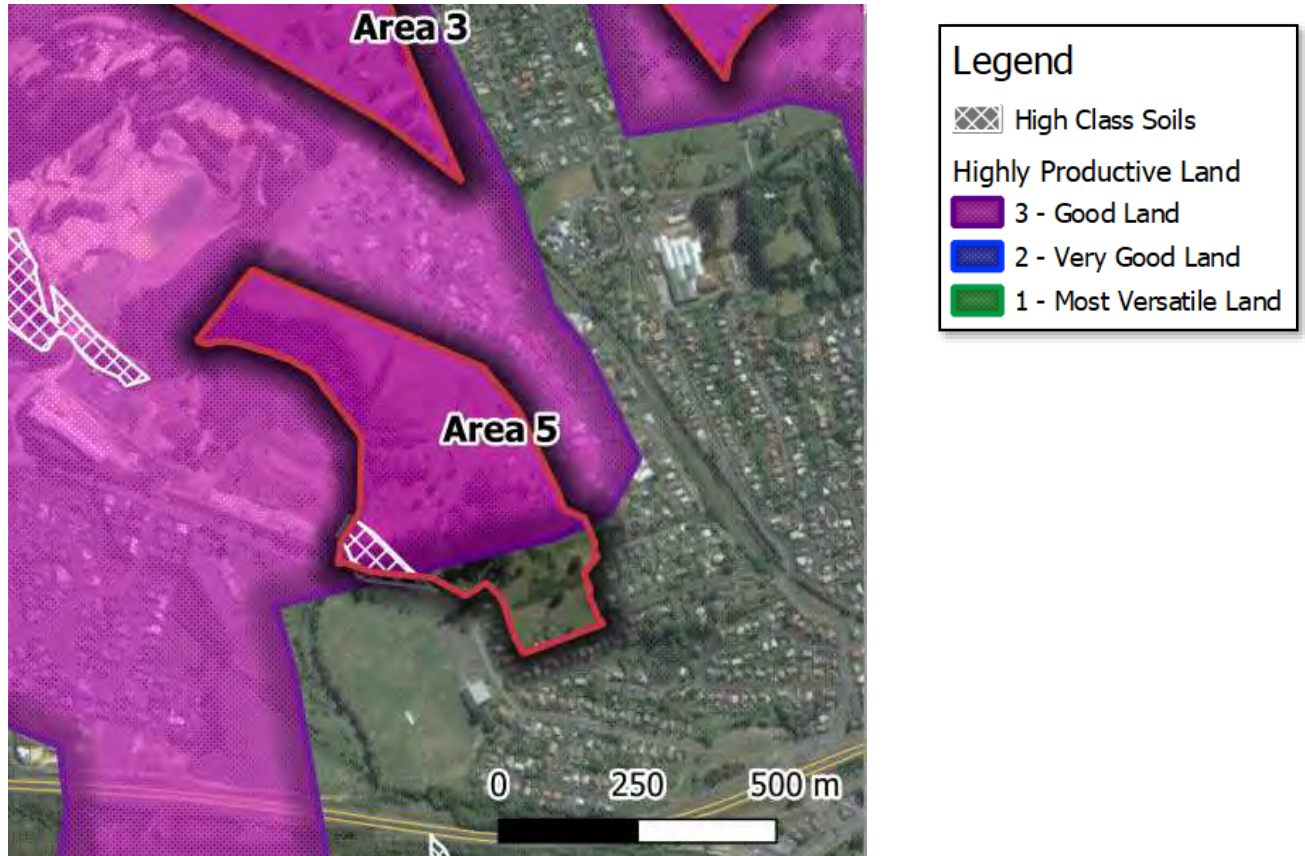 Area 3
Area 5
0 250 500 m
Legend
High Class Soils
Highly Productive Land
3 - Good Land
2 - Very Good Land
1 - Most Versatile Land